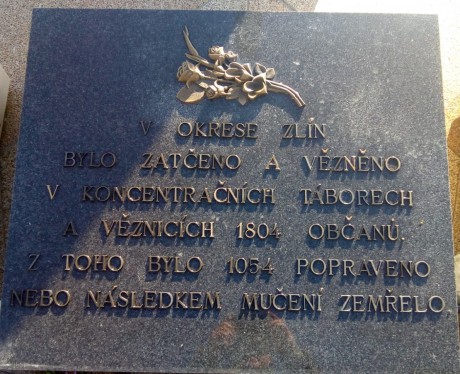 V OKRESE ZLÍN
BYLO ZATČENO A VĚZNĚNO
V KONCENTRAČNÍCH TÁBORECH
A VĚZNICÍCH 1804 OBČANŮ.
Z TOHO BYLO 1054 POPRAVENO
NEBO NÁSLEDKEM MUČENÍ ZEMŘELO.